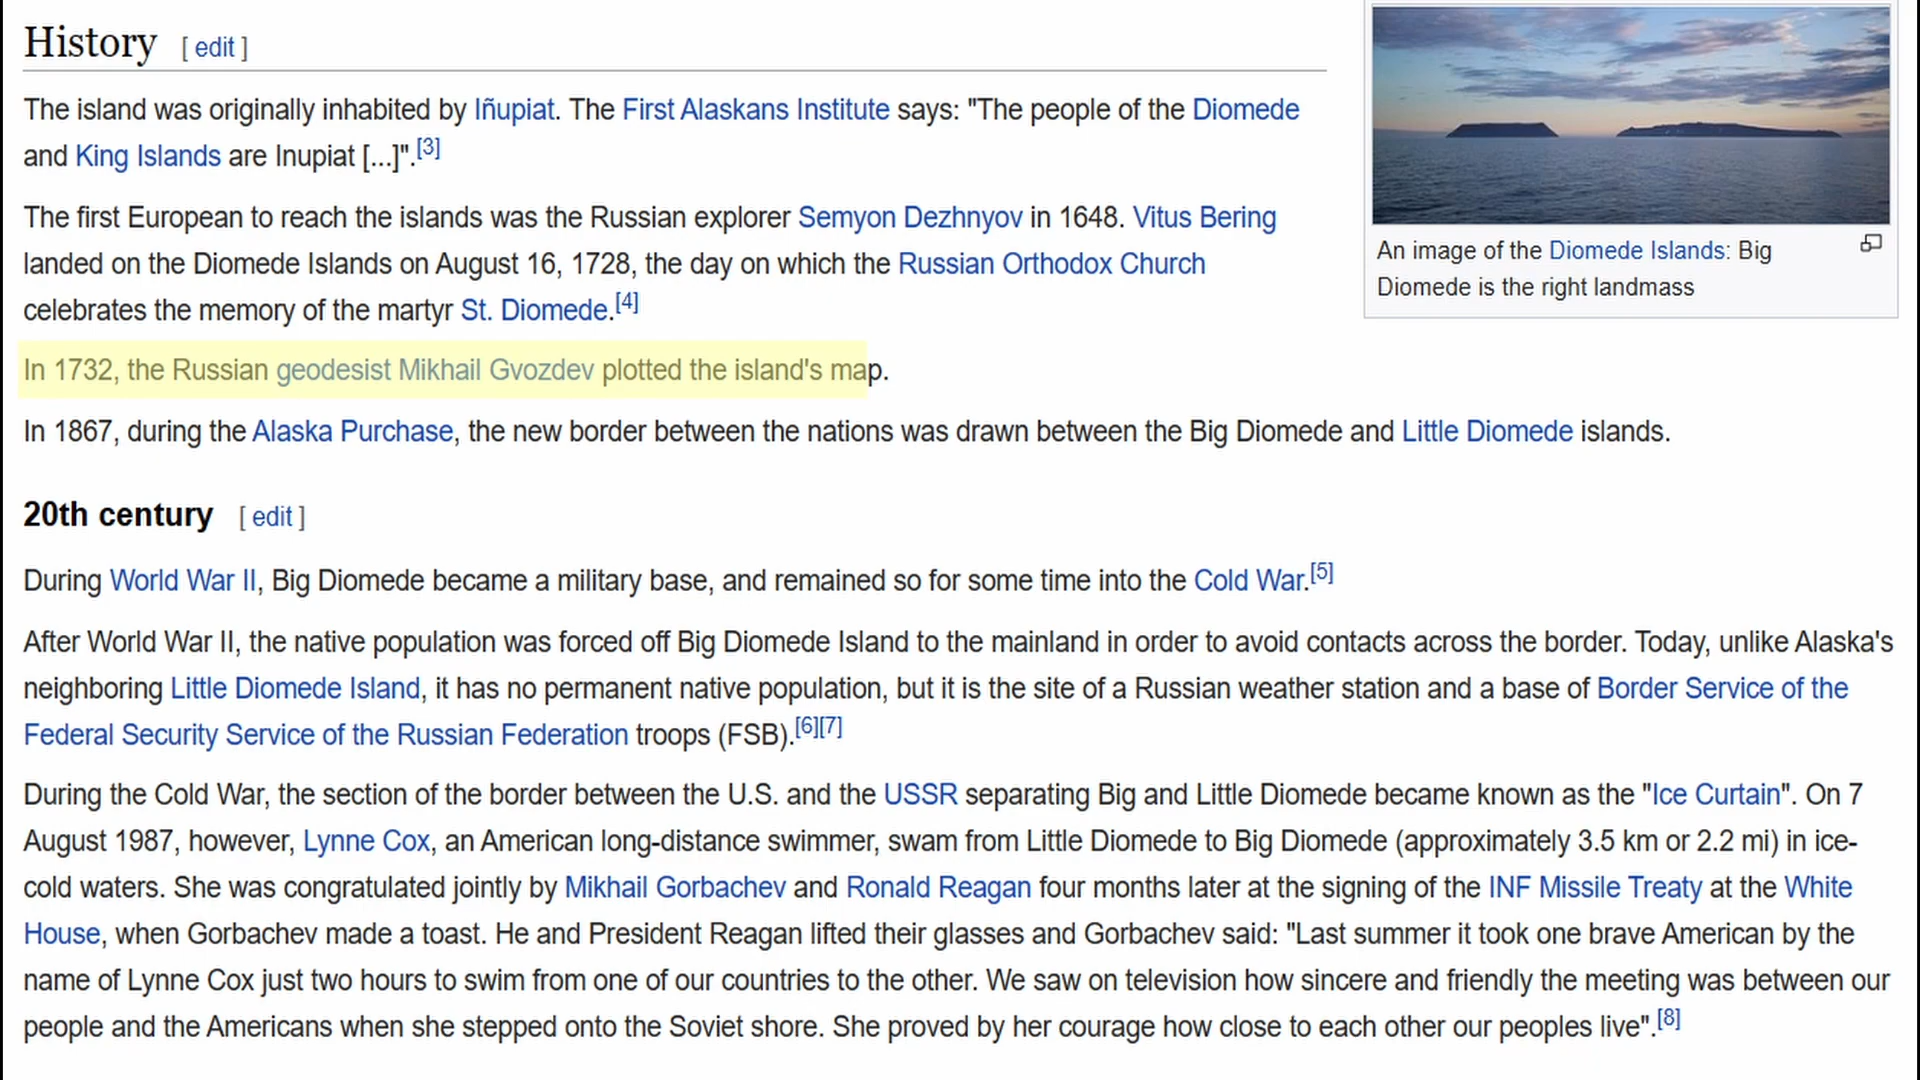 History [ edit ]
The island was originally inhabited by Iñupiat. The First Alaskans Institute says: "The people of the Diomede
and King Islands are Inupiat [...]".[3]
The first European to reach the islands was the Russian explorer Semyon Dezhnyov in 1648. Vitus Bering
landed on the Diomede Islands on August 16, 1728, the day on which the Russian Orthodox Church
celebrates the memory of the martyr St. Diomede.[4]
An image of the Diomede Islands: Big
Diomede is the right landmass
In 1732, the Russian geodesist Mikhail Gvozdev plotted the island's map.
In 1867, during the Alaska Purchase, the new border between the nations was drawn between the Big Diomede and Little Diomede islands.
20th century [ edit ]
During World War II, Big Diomede became a military base, and remained so for some time into the Cold War.[5]
After World War II, the native population was forced off Big Diomede Island to the mainland in order to avoid contacts across the border. Today, unlike Alaska's
neighboring Little Diomede Island, it has no permanent native population, but it is the site of a Russian weather station and a base of Border Service of the
Federal Security Service of the Russian Federation troops (FSB).[6][7]
During the Cold War, the section of the border between the U.S. and the USSR separating Big and Little Diomede became known as the "Ice Curtain". On 7
August 1987, however, Lynne Cox, an American long-distance swimmer, swam from Little Diomede to Big Diomede (approximately 3.5 km or 2.2 mi) in ice-
cold waters. She was congratulated jointly by Mikhail Gorbachev and Ronald Reagan four months later at the signing of the INF Missile Treaty at the White
House, when Gorbachev made a toast. He and President Reagan lifted their glasses and Gorbachev said: "Last summer it took one brave American by the
name of Lynne Cox just two hours to swim from one of our countries to the other. We saw on television how sincere and friendly the meeting was between our
people and the Americans when she stepped onto the Soviet shore. She proved by her courage how close to each other our peoples live".[8]